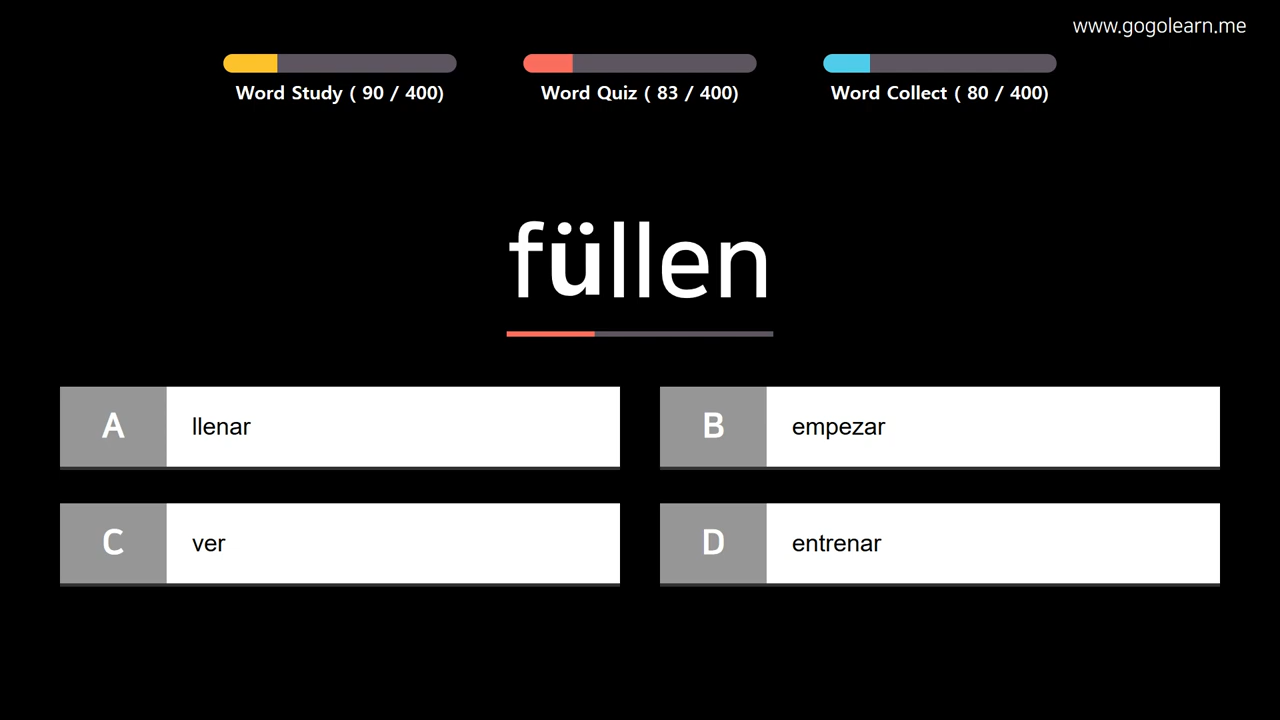 www.gogolearn.me
Word Study ( 90 / 400)
Word Quiz ( 83 / 400)
Word Collect ( 80 / 400)
füllen
A llenar
B empezar
C ver
D entrenar